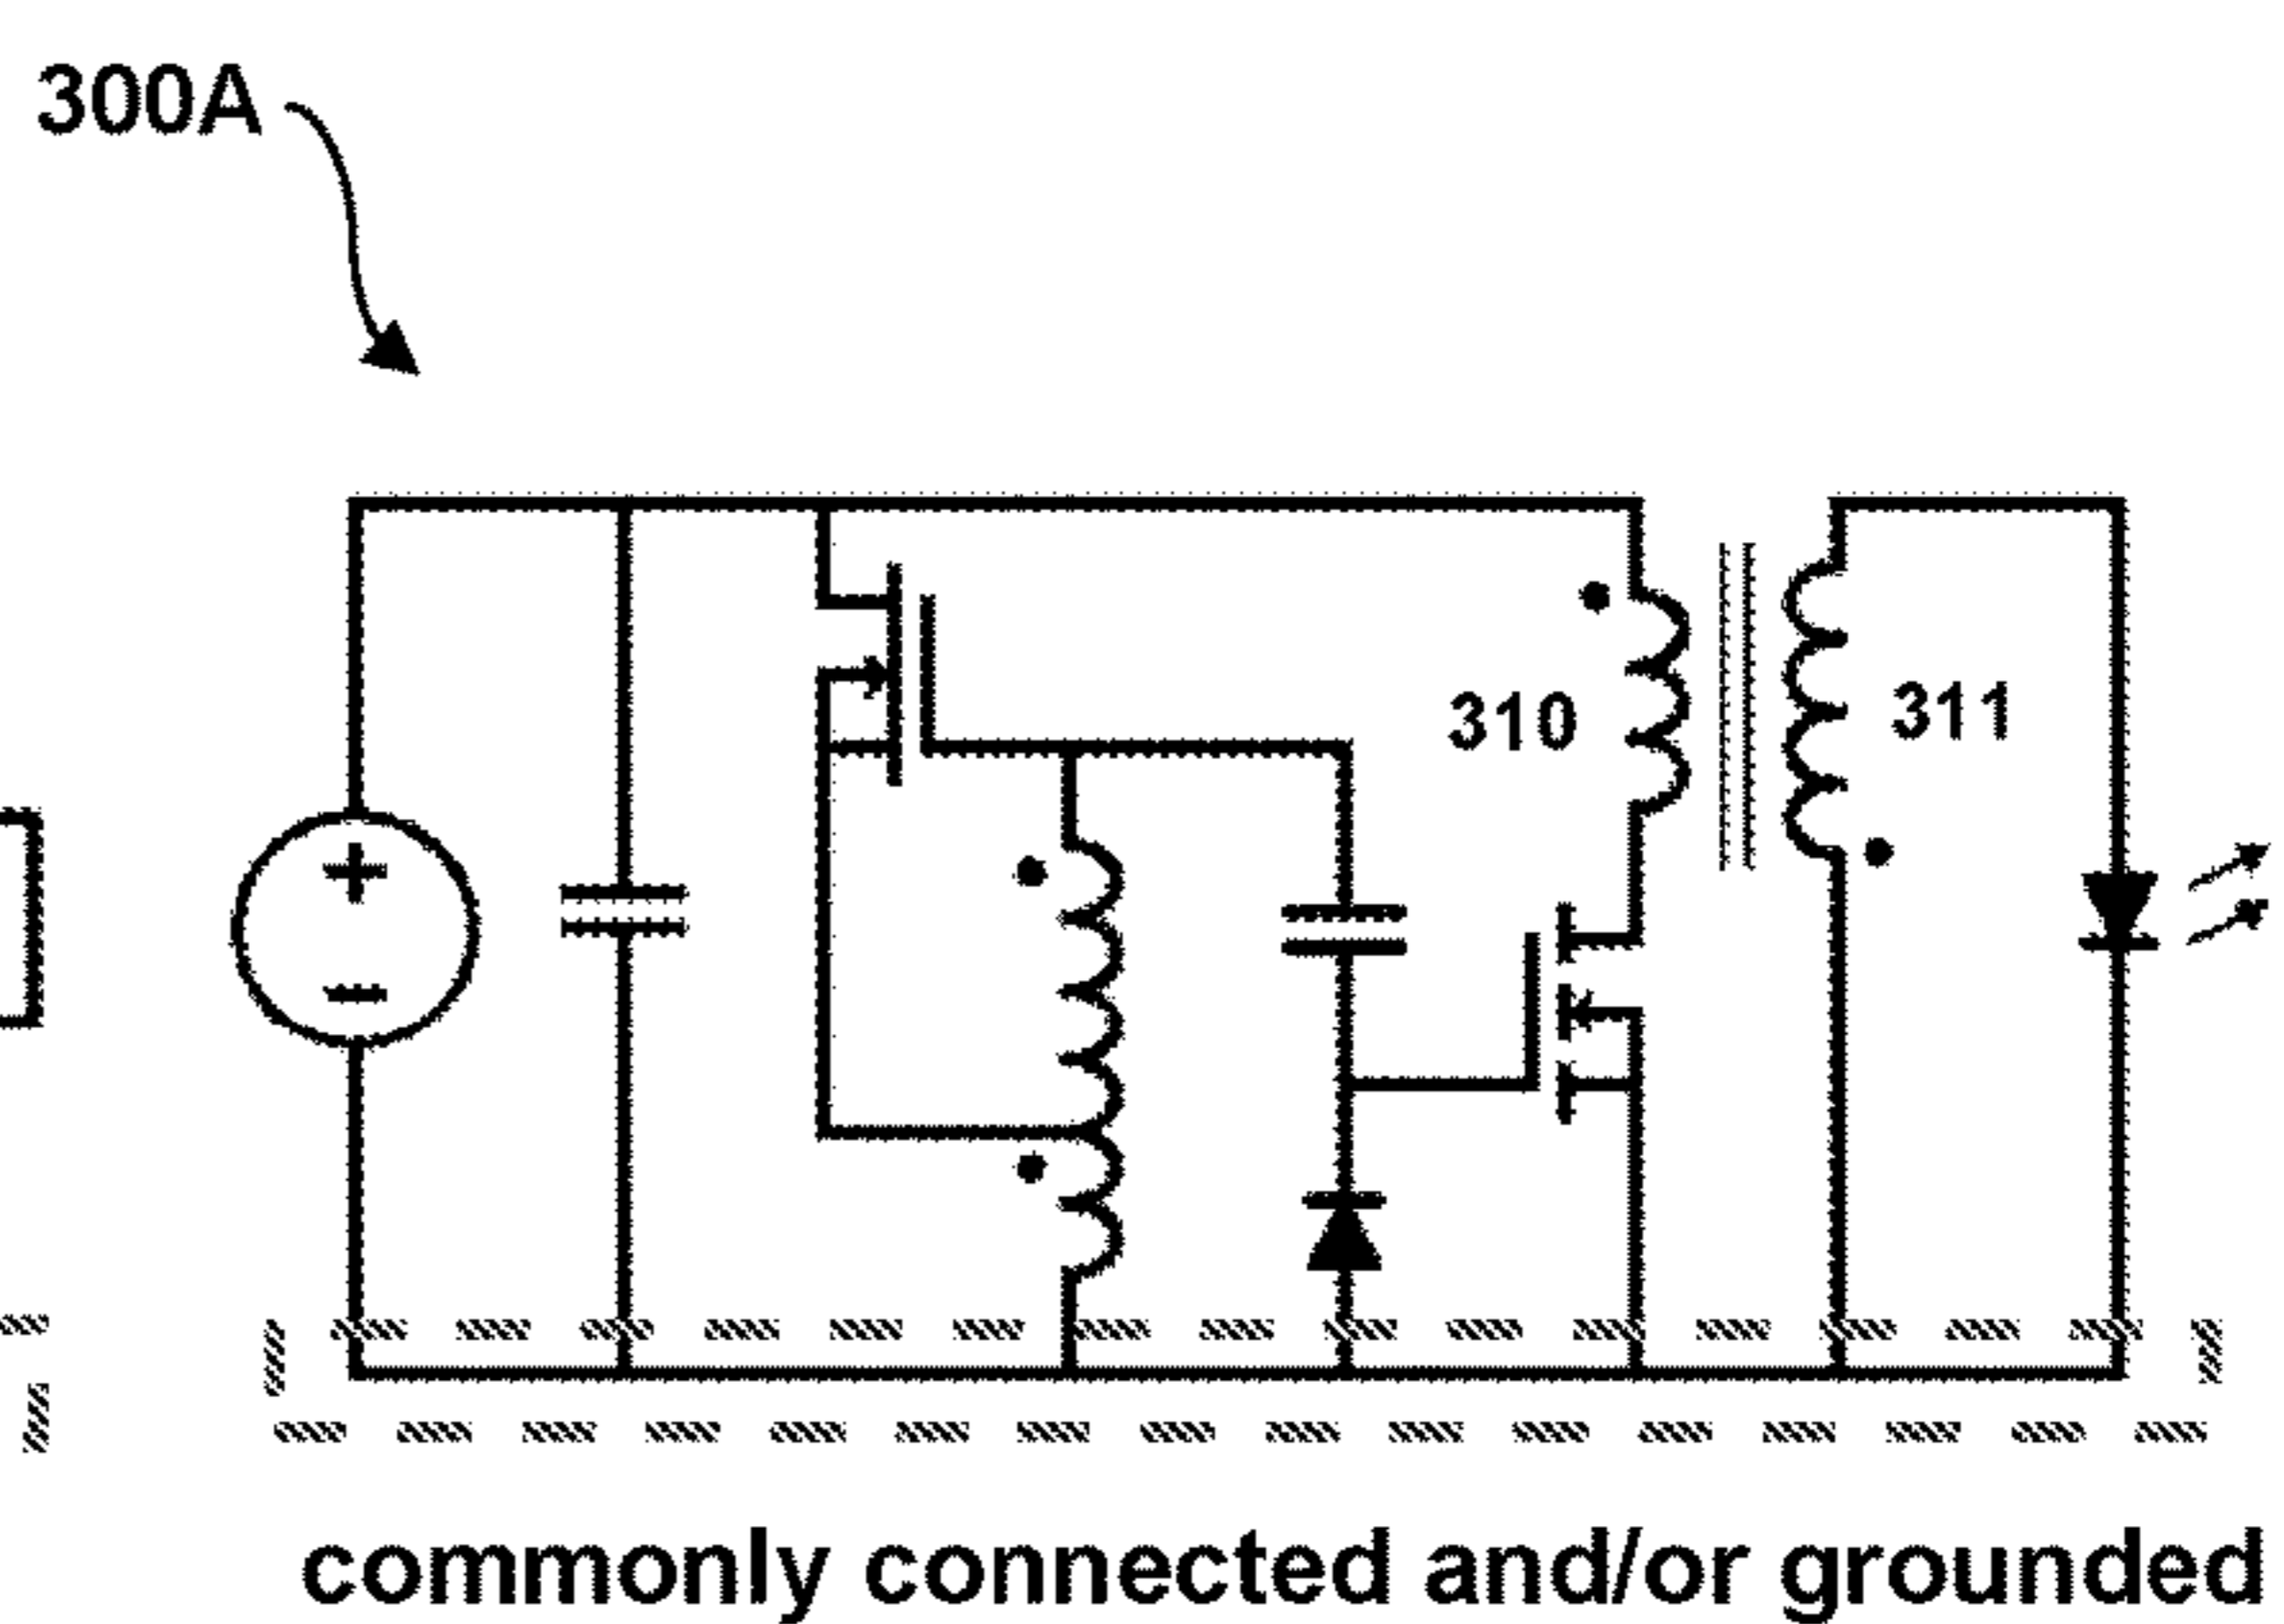 300A
310
311
+
−
commonly connected and/or grounded